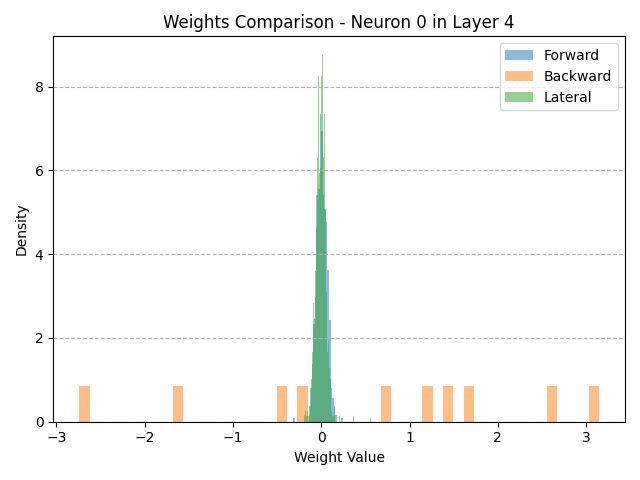 Weights Comparison - Neuron 0 in Layer 4
Forward
Backward
Lateral
Density
8
6
4
2
0
−3
−2
−1
0
1
2
3
Weight Value